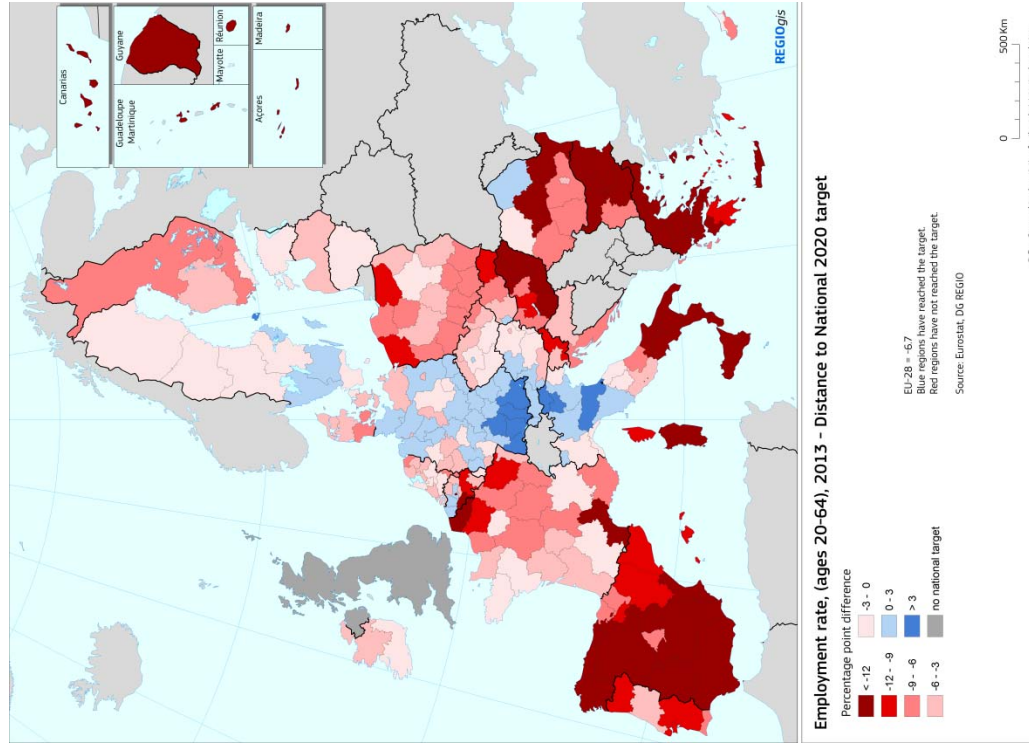 Canarias
Guadeloupe
Martinique
Guyane
Mayotte
Réunion
Açores
Madeira
REGIOgis
Employment rate, (ages 20-64), 2013 - Distance to National 2020 target
Percentage point difference
< -12
-12 - -9
-9 - -6
-6 - -3
-3 - 0
0 - 3
> 3
no national target
EU-28 = -6.7
Blue regions have reached the target.
Red regions have not reached the target.
Source: Eurostat, DG REGIO
0
500 Km